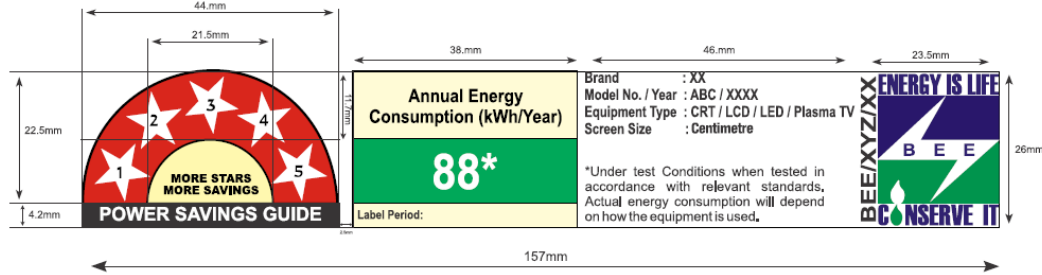 44.mm
21.5mm
38.mm
46.mm
23.5mm
22.5mm
4.2mm
11.7mm
1
2
3
4
5
MORE STARS
MORE SAVINGS
POWER SAVINGS GUIDE
Annual Energy
Consumption (kWh/Year)
88*
Label Period:
Brand : XX
Model No. / Year : ABC / XXXX
Equipment Type : CRT / LCD / LED / Plasma TV
Screen Size : Centimetre
*Under test Conditions when tested in
accordance with relevant standards.
Actual energy consumption will depend
on how the equipment is used.
BEE/XYZ/XX
ENERGY IS LIFE
B E E
CONSERVE IT
26mm
157mm